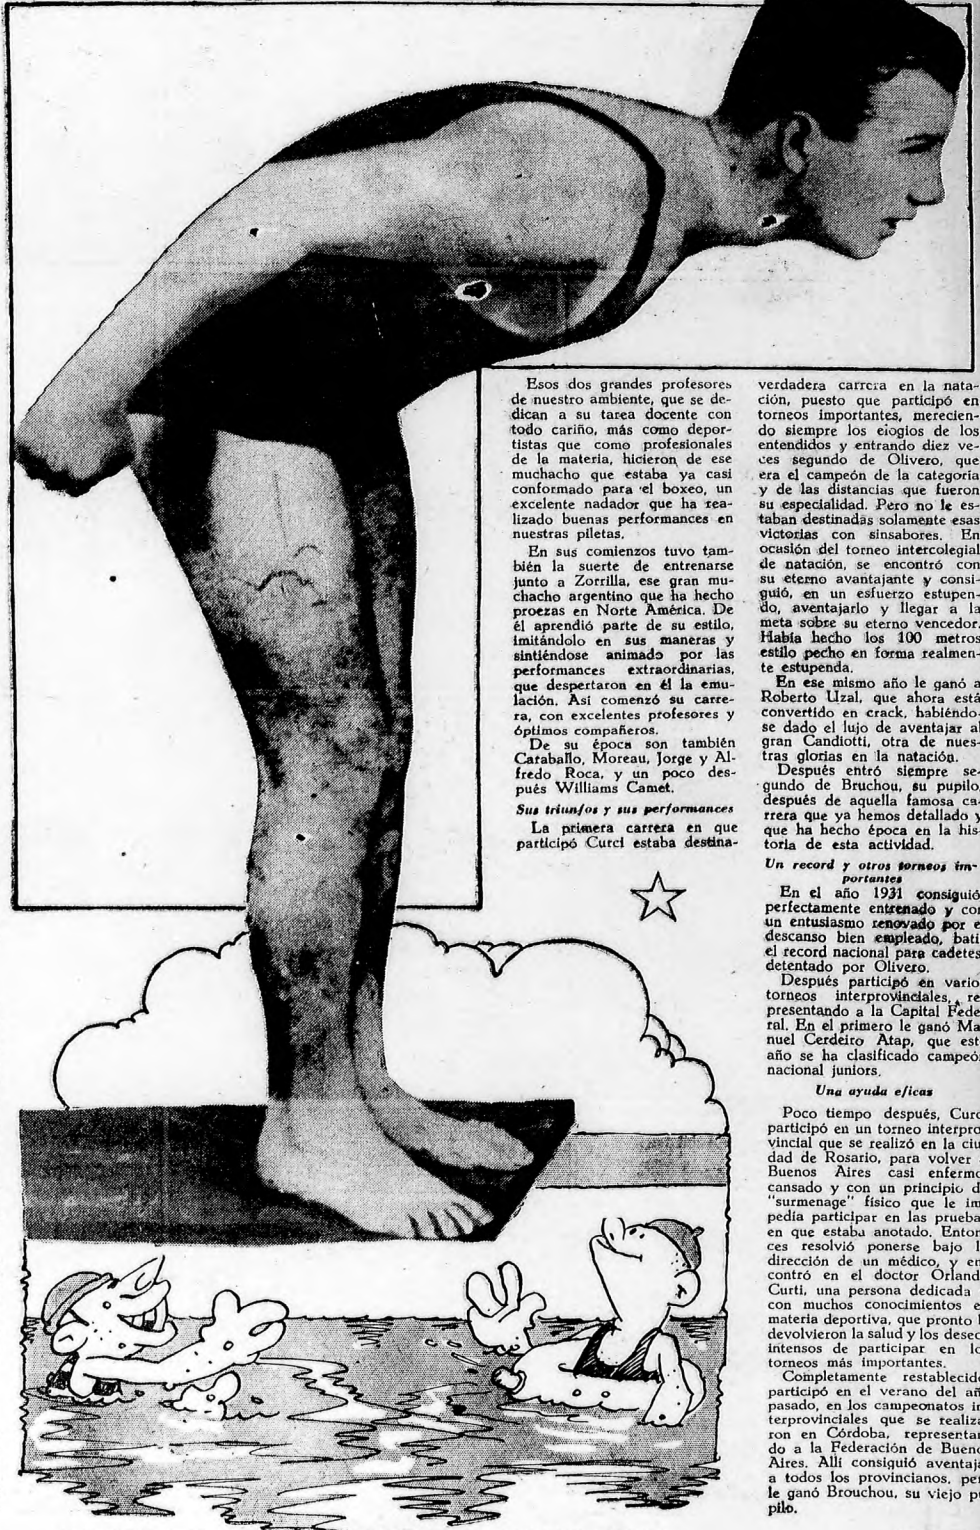 Esos dos grandes profesores
de nuestro ambiente, que se de-
dican a su tarea docente con
todo cariño, más como depor-
tistas que como profesionales
de la materia, hicieron de ese
muchacho que estaba ya casi
conformado para el boxeo, un
excelente nadador que ha rea-
lizado buenas performances en
nuestras piletas.
En sus comienzos tuvo tam-
bién la suerte de entrenarse
junto a Zorrilla, ese gran mu-
chacho argentino que ha hecho
proezas en Norte América. De
él aprendió parte de su estilo,
imitándolo en sus maneras y
sintiéndose animado por las
performances extraordinarias,
que despertaron en él la emu-
lación. Así comenzó su carre-
ra, con excelentes profesores y
óptimos compañeros.
De su época son también
Caraballo, Moreau, Jorge y Al-
fredo Roca, y un poco des-
pués Williams Camet.
Sus triunfos y sus performances
La primera carrera en que
participó Curci estaba destina-
verdadera carrera en la nata-
ción, puesto que participó en
torneos importantes, merecien-
do siempre los elogios de los
entendidos y entrando diez ve-
ces segundo de Olivero, que
era el campeón de la categoría
y de las distancias que fueron
su especialidad. Pero no le es-
taban destinadas solamente esas
victorias con sinsabores. En
ocasión del torneo intercolegial
de natación, se encontró con
su eterno avantajante y consi-
guió, en un esfuerzo estupen-
do, aventajarlo y llegar a la
meta sobre su eterno vencedor.
Había hecho los 100 metros
estilo pecho en forma realmen-
te estupenda.
En ese mismo año le ganó a
Roberto Uzal, que ahora está
convertido en crack, habiéndo-
se dado el lujo de aventajar al
gran Candiotti, otra de nues-
tras glorias en la natación.
Después entró siempre se-
gundo de Bruchou, su pupilo,
después de aquella famosa ca-
rrera que ya hemos detallado y
que ha hecho época en la his-
toria de esta actividad.
Un record y otros torneos im-
portantes
En el año 1931 consiguió,
perfectamente entrenado y con
un entusiasmo renovado por e
descanso bien empleado, bati
el record nacional para cadetes
detentado por Olivero.
Después participó en vario
torneos interprovinciales, re
presentando a la Capital Fede
ral. En el primero le ganó Ma
nuel Cerdeiro Atap, que est
año se ha clasificado campeó
nacional juniors.
Una ayuda eficas
Poco tiempo después, Curc
participó en un torneo interpro
vincial que se realizó en la ciu
dad de Rosario, para volver
Buenos Aires casi enfermo
cansado y con un principio d
"surmenage" físico que le im
pedía participar en las prueba
en que estaba anotado. Enton
ces resolvió ponerse bajo l
dirección de un médico, y en
contró en el doctor Orland
Curti, una persona dedicada
con muchos conocimientos e
materia deportiva, que pronto l
devolvieron la salud y los deseo
intensos de participar en lo
torneos más importantes.
Completamente restablecido
participó en el verano del añ
pasado, en los campeonatos in
terprovinciales que se realiza
ron en Córdoba, representan
do a la Federación de Bueno
Aires. Allí consiguió aventaja
a todos los provincianos, per
le ganó Brouchou, su viejo pu
pilo.